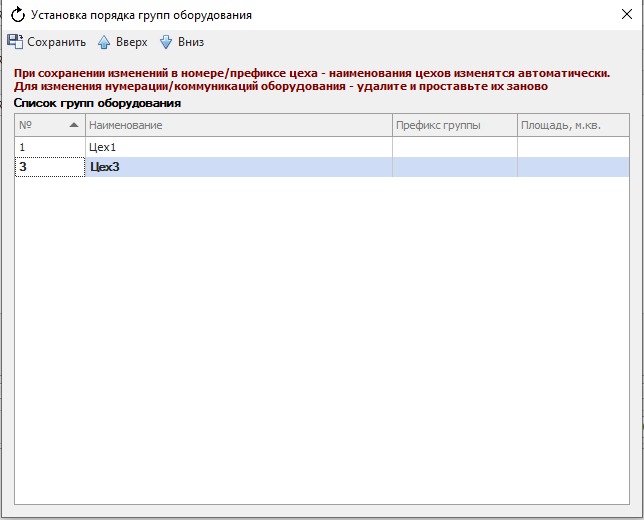 Установка порядка групп оборудования
Сохранить Вверх Вниз
При сохранении изменений в номере/префиксе цеха - наименования цехов изменятся автоматически.
Для изменения нумерации/коммуникаций оборудования - удалите и проставьте их заново
Список групп оборудования
№ Наименование Префикс группы Площадь, м.кв.
1 Цех1
3 Цех3